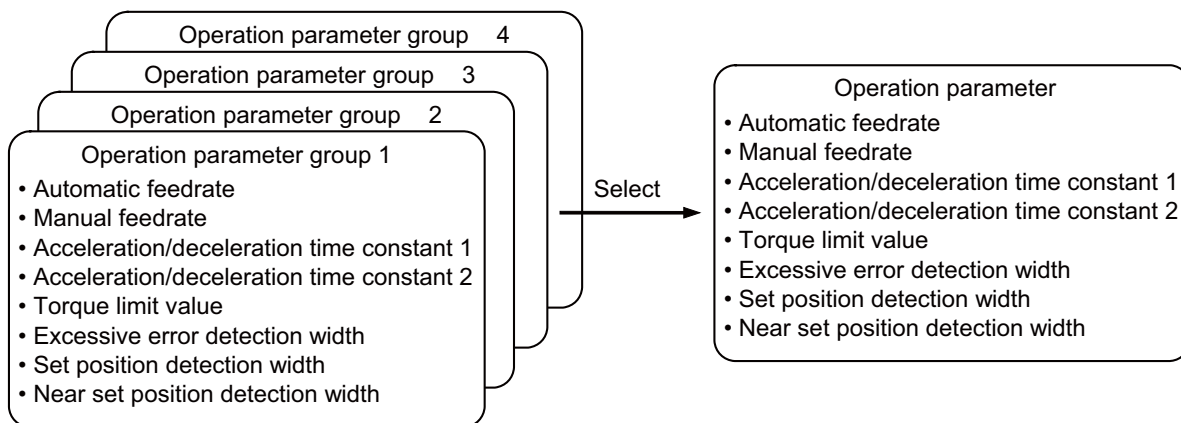 Operation parameter group 4
Operation parameter group 3
Operation parameter group 2
Operation parameter group 1
• Automatic feedrate
• Manual feedrate
• Acceleration/deceleration time constant 1
• Acceleration/deceleration time constant 2
• Torque limit value
• Excessive error detection width
• Set position detection width
• Near set position detection width
Select
Operation parameter
• Automatic feedrate
• Manual feedrate
• Acceleration/deceleration time constant 1
• Acceleration/deceleration time constant 2
• Torque limit value
• Excessive error detection width
• Set position detection width
• Near set position detection width